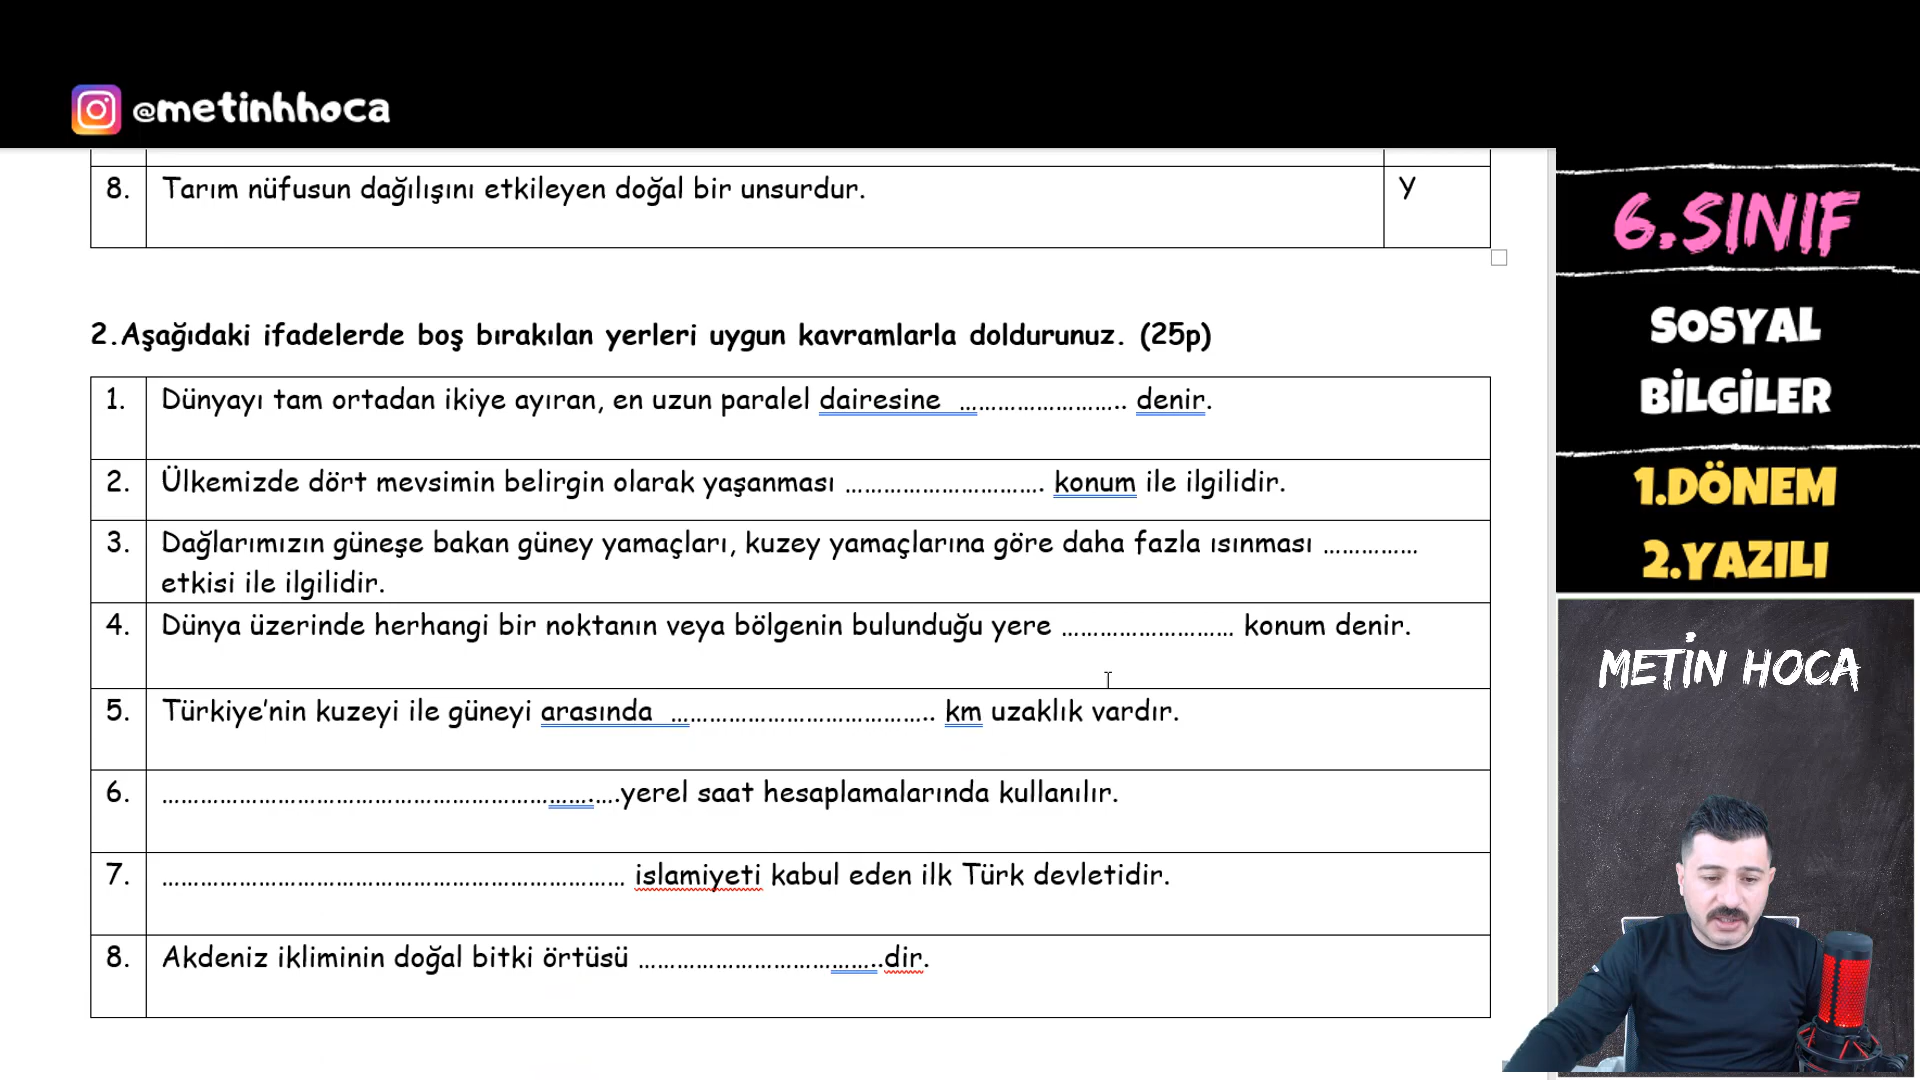 @metinhhoca
8. Tarım nüfusun dağılışını etkileyen doğal bir unsurdur. Y
2.Aşağıdaki ifadelerde boş bırakılan yerleri uygun kavramlarla doldurunuz. (25p)
1. Dünyayı tam ortadan ikiye ayıran, en uzun paralel dairesine ………………….. denir.
2. Ülkemizde dört mevsimin belirgin olarak yaşanması …………………………. konum ile ilgilidir.
3. Dağlarımızın güneşe bakan güney yamaçları, kuzey yamaçlarına göre daha fazla ısınması ……………
etkisi ile ilgilidir.
4. Dünya üzerinde herhangi bir noktanın veya bölgenin bulunduğu yere ……………………… konum denir.
5. Türkiye’nin kuzeyi ile güneyi arasında ………………………………….. km uzaklık vardır.
6. ……………………………………………………………….yerel saat hesaplamalarında kullanılır.
7. ……………………………………………………………… islamiyeti kabul eden ilk Türk devletidir.
8. Akdeniz ikliminin doğal bitki örtüsü ………………………………..dir.
6.SINIF
SOSYAL
BİLGİLER
1.DÖNEM
2.YAZILI
METİN HOCA